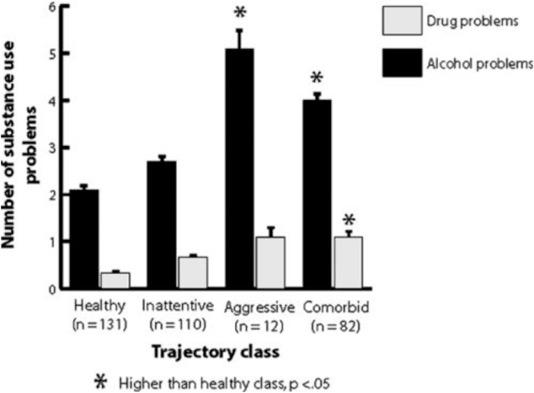 Number of substance use
problems
6
5
4
3
2
1
0
*
*
*
Drug problems
Alcohol problems
Healthy
(n = 131)
Inattentive
(n = 110)
Aggressive
(n = 12)
Comorbid
(n = 82)
Trajectory class
* Higher than healthy class, p <.05